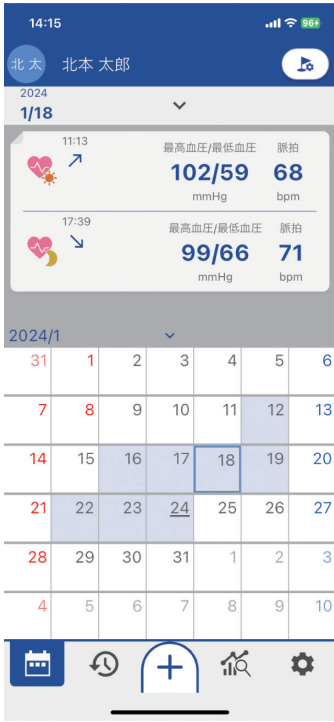 14:15 96+
北太 北本 太郎
2024
1/18
11:13 最高血圧/最低血圧 脈拍
102/59 68
mmHg bpm
17:39 最高血圧/最低血圧 脈拍
99/66 71
mmHg bpm
2024/1
31 1 2 3 4 5 6
7 8 9 10 11 12 13
14 15 16 17 18 19 20
21 22 23 24 25 26 27
28 29 30 31 1 2 3
4 5 6 7 8 9 10